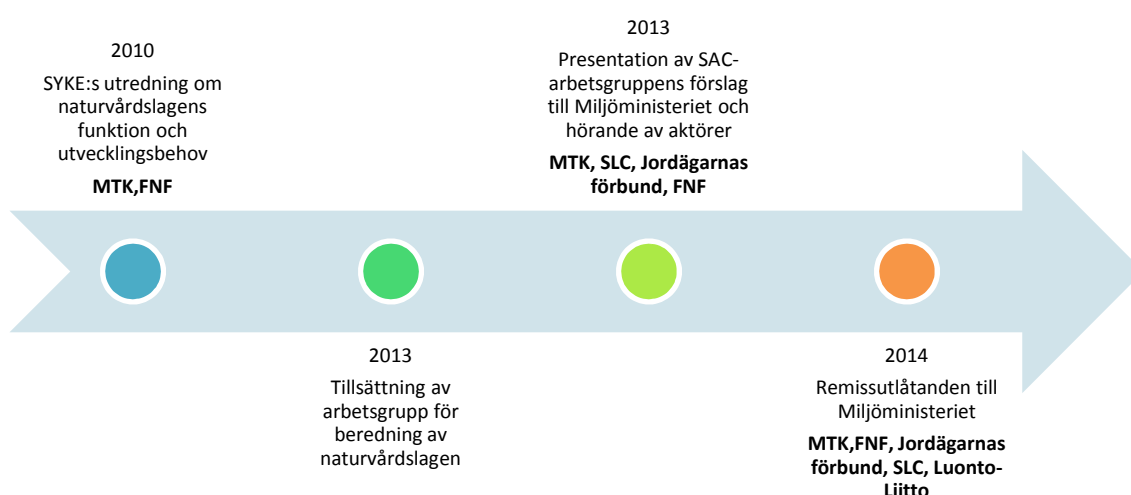 2010
SYKE:s utredning om
naturvårdslagens
funktion och
utvecklingsbehov
MTK,FNF
2013
Tillsättning av
arbetsgrupp för
beredning av
naturvårdslagen
2013
Presentation av SAC-
arbetsgruppens förslag
till Miljöministeriet och
hörande av aktörer
MTK, SLC, Jordägarnas
förbund, FNF
2014
Remissutlåtanden till
Miljöministeriet
MTK,FNF, Jordägarnas
förbund, SLC, Luonto-
Liitto